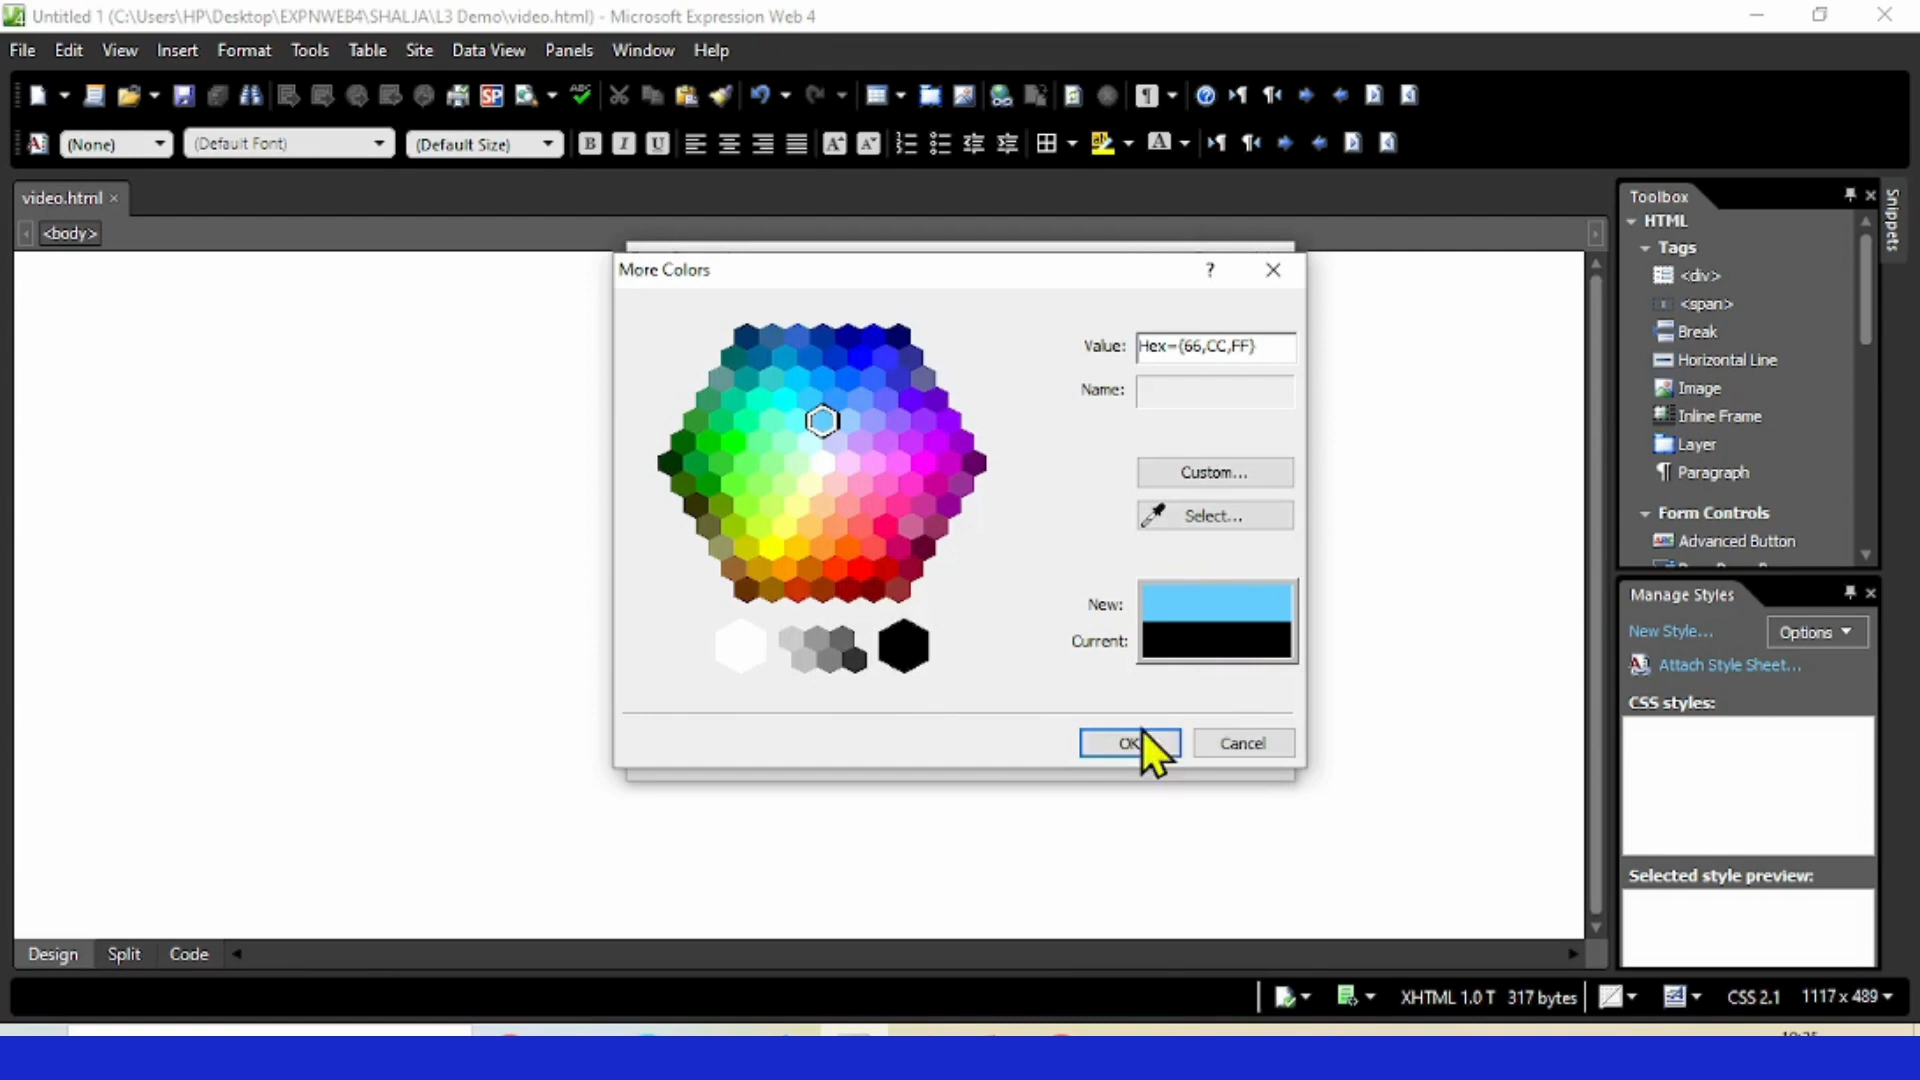 Untitled 1 (C:\Users\HP\Desktop\EXPNWEB4\SHALJA\L3 Demo\video.html) - Microsoft Expression Web 4
File Edit View Insert Format Tools Table Site Data View Panels Window Help
(None) (Default Font) (Default Size)
video.html
<body>
Toolbox
HTML
Tags
<div>
<span>
Break
Horizontal Line
Image
Inline Frame
Layer
Paragraph
Form Controls
Advanced Button
Snippets
More Colors
Value: Hex={66,CC,FF}
Name:
Custom...
Select...
New:
Current:
OK Cancel
Manage Styles
New Style... Options
Attach Style Sheet...
CSS styles:
Selected style preview:
Design Split Code
XHTML 1.0 T 317 bytes CSS 2.1 1117 x 489